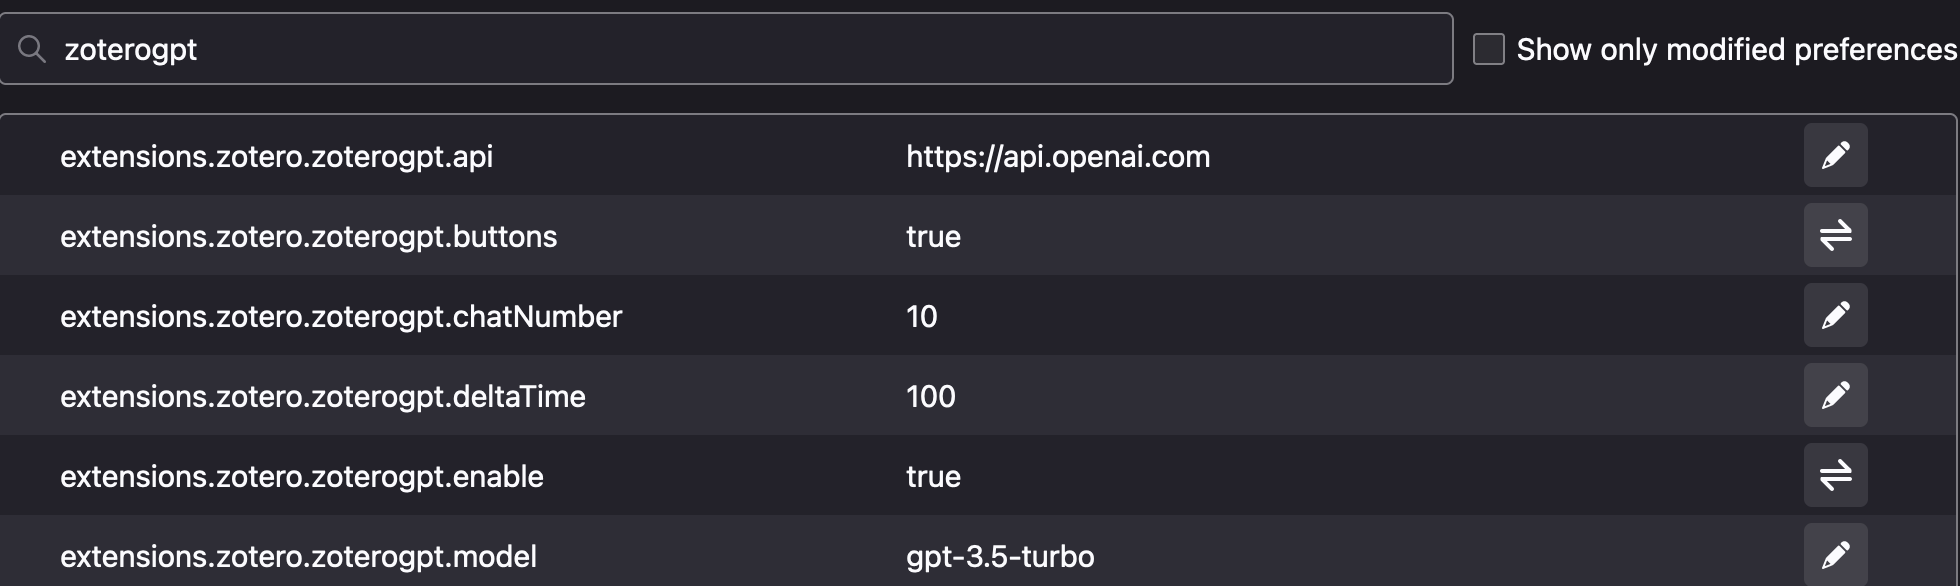 zoterogpt
Show only modified preferences
extensions.zotero.zoterogpt.api https://api.openai.com
extensions.zotero.zoterogpt.buttons true
extensions.zotero.zoterogpt.chatNumber 10
extensions.zotero.zoterogpt.deltaTime 100
extensions.zotero.zoterogpt.enable true
extensions.zotero.zoterogpt.model gpt-3.5-turbo